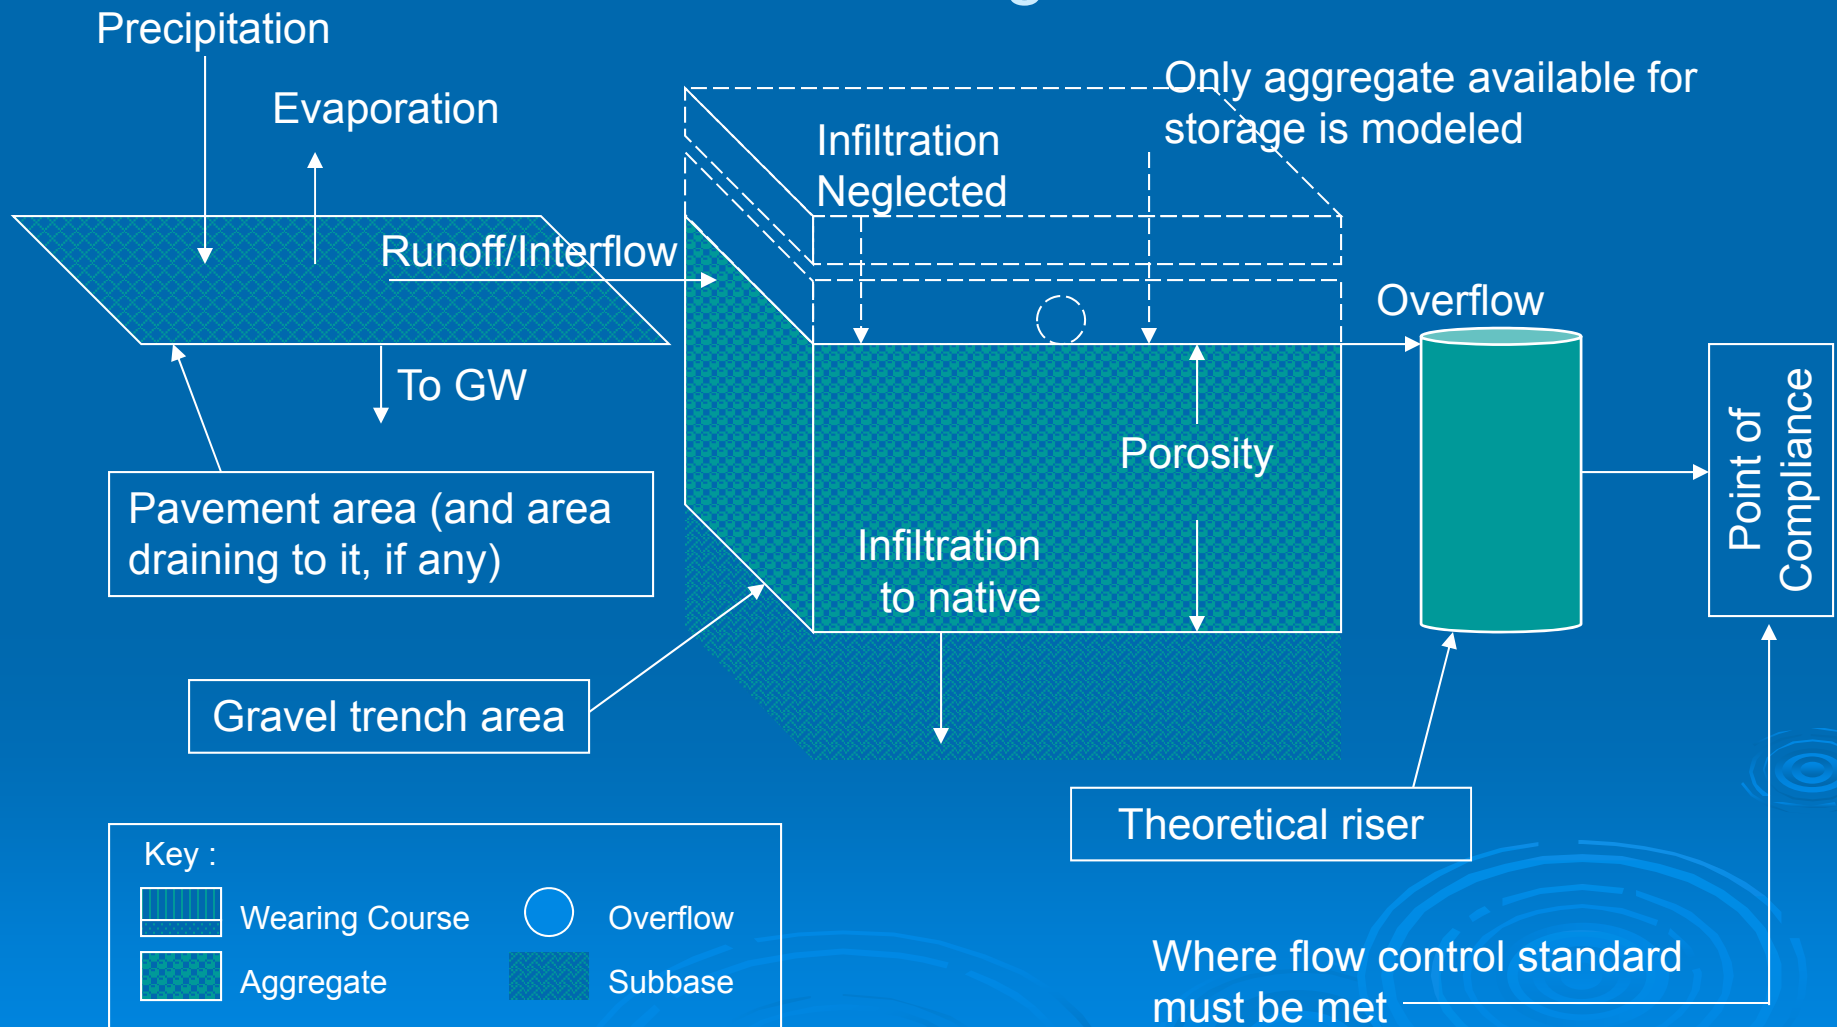 Precipitation
Evaporation
Only aggregate available for
storage is modeled
Infiltration
Neglected
Runoff/Interflow
Overflow
To GW
Porosity
Point of
Compliance
Pavement area (and area
draining to it, if any)
Infiltration
to native
Gravel trench area
Theoretical riser
Key :
Wearing Course
Overflow
Aggregate
Subbase
Where flow control standard
must be met